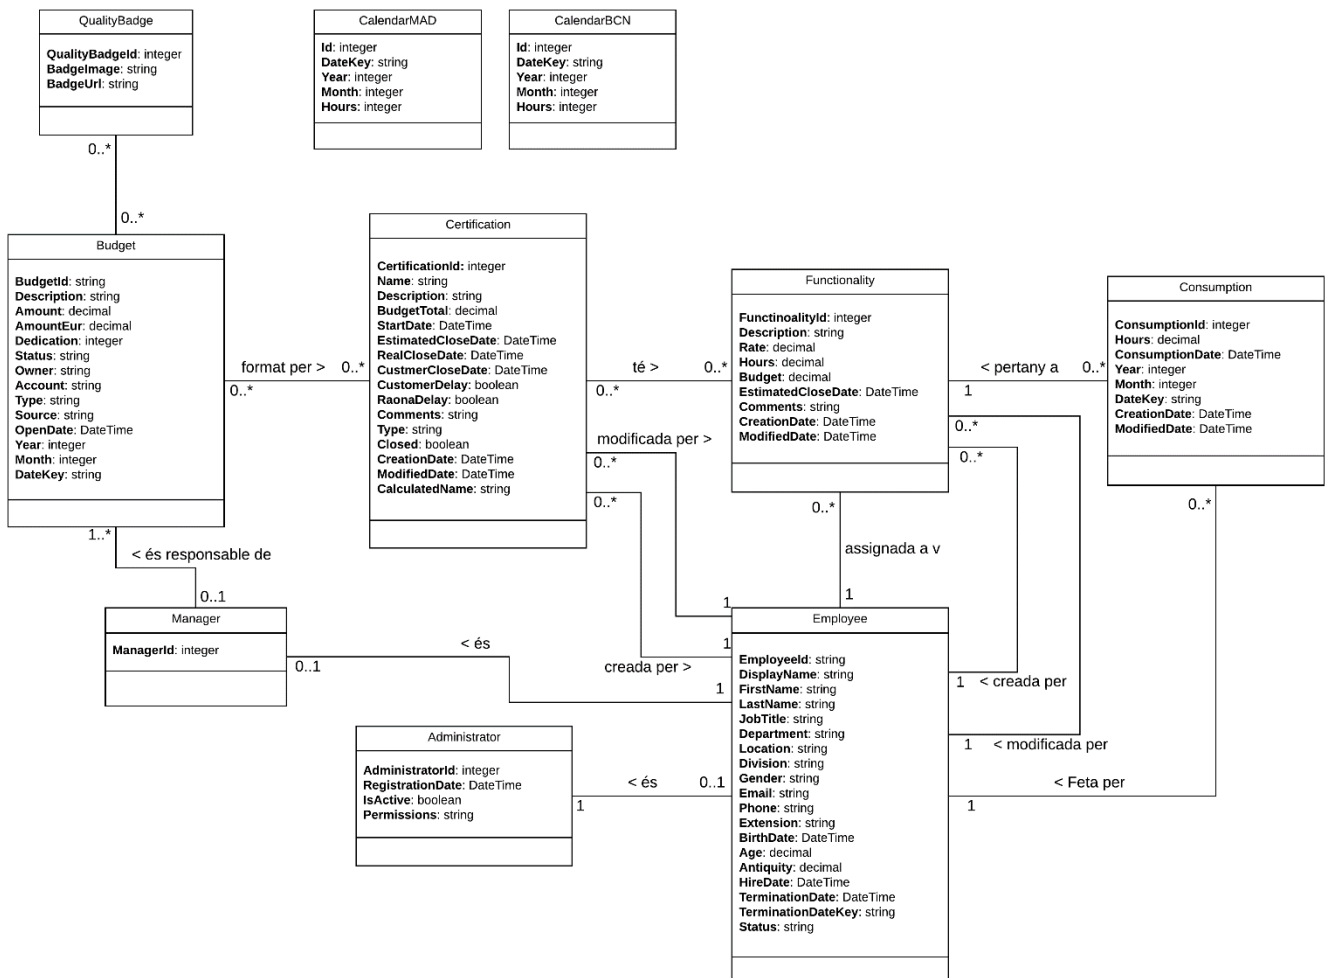 QualityBadge
QualityBadgeId: integer
BadgeImage: string
BadgeUrl: string
0..*
0..*
CalendarMAD
Id: integer
DateKey: string
Year: integer
Month: integer
Hours: integer
CalendarBCN
Id: integer
DateKey: string
Year: integer
Month: integer
Hours: integer
Budget
BudgetId: string
Description: string
Amount: decimal
AmountEur: decimal
Dedication: integer
Status: string
Owner: string
Account: string
Type: string
Source: string
OpenDate: DateTime
Year: integer
Month: integer
DateKey: string
format per >
0..*
0..*
Certification
CertificationId: integer
Name: string
Description: string
BudgetTotal: decimal
StartDate: DateTime
EstimatedCloseDate: DateTime
RealCloseDate: DateTime
CustmerCloseDate: DateTime
CustomerDelay: boolean
RaonaDelay: boolean
Comments: string
Type: string
Closed: boolean
CreationDate: DateTime
ModifiedDate: DateTime
CalculatedName: string
té >
0..*
0..*
modificada per >
0..*
0..*
Functionality
FunctinoalityId: integer
Description: string
Rate: decimal
Hours: decimal
Budget: decimal
EstimatedCloseDate: DateTime
Comments: string
CreationDate: DateTime
ModifiedDate: DateTime
< pertany a
0..*
1
0..*
0..*
Consumption
ConsumptionId: integer
Hours: decimal
ConsumptionDate: DateTime
Year: integer
Month: integer
DateKey: string
CreationDate: DateTime
ModifiedDate: DateTime
0..*
0..*
assignada a v
1
1..*
< és responsable de
0..1
Manager
ManagerId: integer
0..1
< és
1
1
creada per >
1
Administrator
AdministratorId: integer
RegistrationDate: DateTime
IsActive: boolean
Permissions: string
< és
0..1
1
Employee
EmployeeId: string
DisplayName: string
FirstName: string
LastName: string
JobTitle: string
Department: string
Location: string
Division: string
Gender: string
Email: string
Phone: string
Extension: string
BirthDate: DateTime
Age: decimal
Antiquity: decimal
HireDate: DateTime
TerminationDate: DateTime
TerminationDateKey: string
Status: string
1 < creada per
1 < modificada per
< Feta per
1